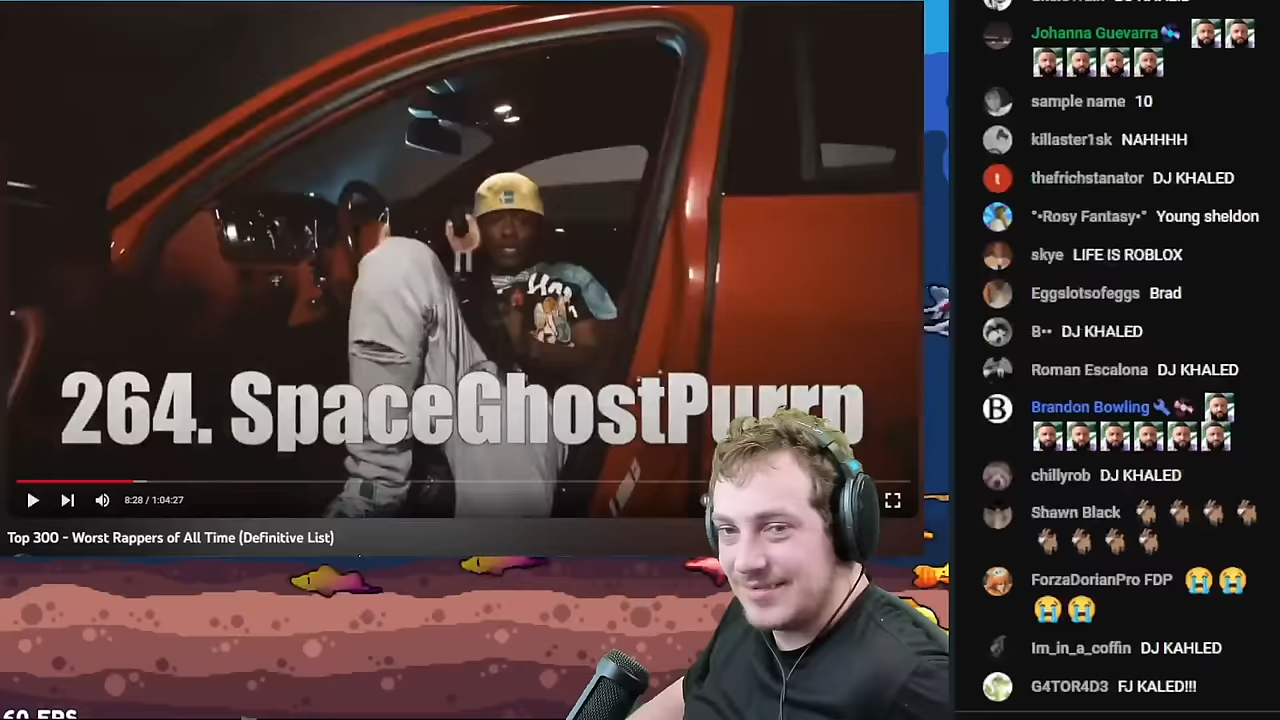 264. SpaceGhostPurrp
8:28 / 1:04:27
Top 300 - Worst Rappers of All Time (Definitive List)
60 FPS
Johanna Guevarra
sample name 10
killaster1sk NAHHHH
t
thefrichstanator DJ KHALED
°•Rosy Fantasy•° Young sheldon
skye LIFE IS ROBLOX
Eggslotsofeggs Brad
B•• DJ KHALED
Roman Escalona DJ KHALED
B
Brandon Bowling
chillyrob DJ KHALED
Shawn Black
ForzaDorianPro FDP
Im_in_a_coffin DJ KAHLED
G4TOR4D3 FJ KALED!!!